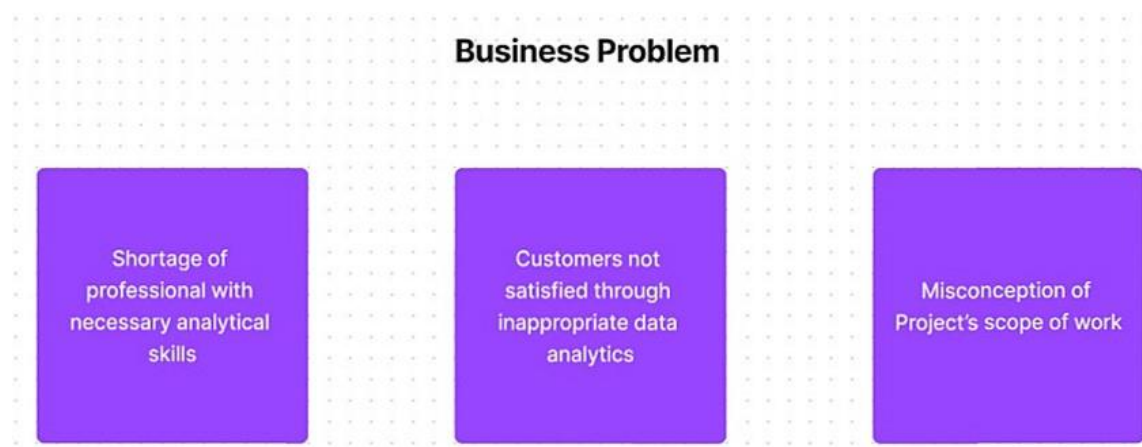 Business Problem
Shortage of
professional with
necessary analytical
skills
Customers not
satisfied through
inappropriate data
analytics
Misconception of
Project's scope of work